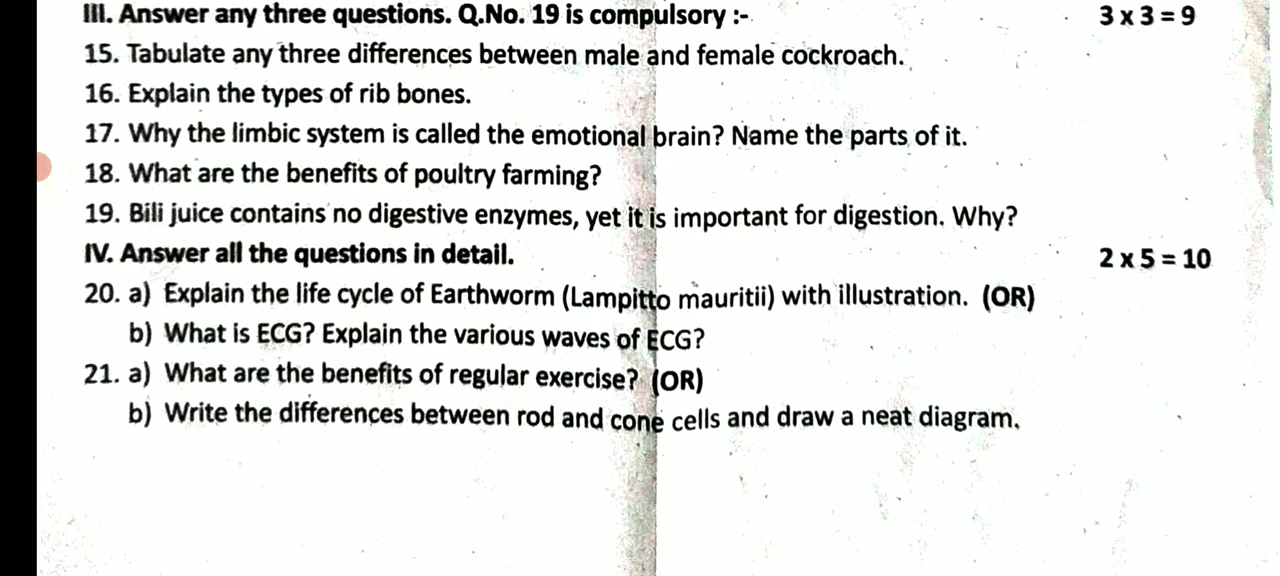 III. Answer any three questions. Q.No. 19 is compulsory :- 3 x 3 = 9
15. Tabulate any three differences between male and female cockroach.
16. Explain the types of rib bones.
17. Why the limbic system is called the emotional brain? Name the parts of it.
18. What are the benefits of poultry farming?
19. Bili juice contains no digestive enzymes, yet it is important for digestion. Why?
IV. Answer all the questions in detail. 2 x 5 = 10
20. a) Explain the life cycle of Earthworm (Lampitto mauritii) with illustration. (OR)
b) What is ECG? Explain the various waves of ECG?
21. a) What are the benefits of regular exercise? (OR)
b) Write the differences between rod and cone cells and draw a neat diagram.